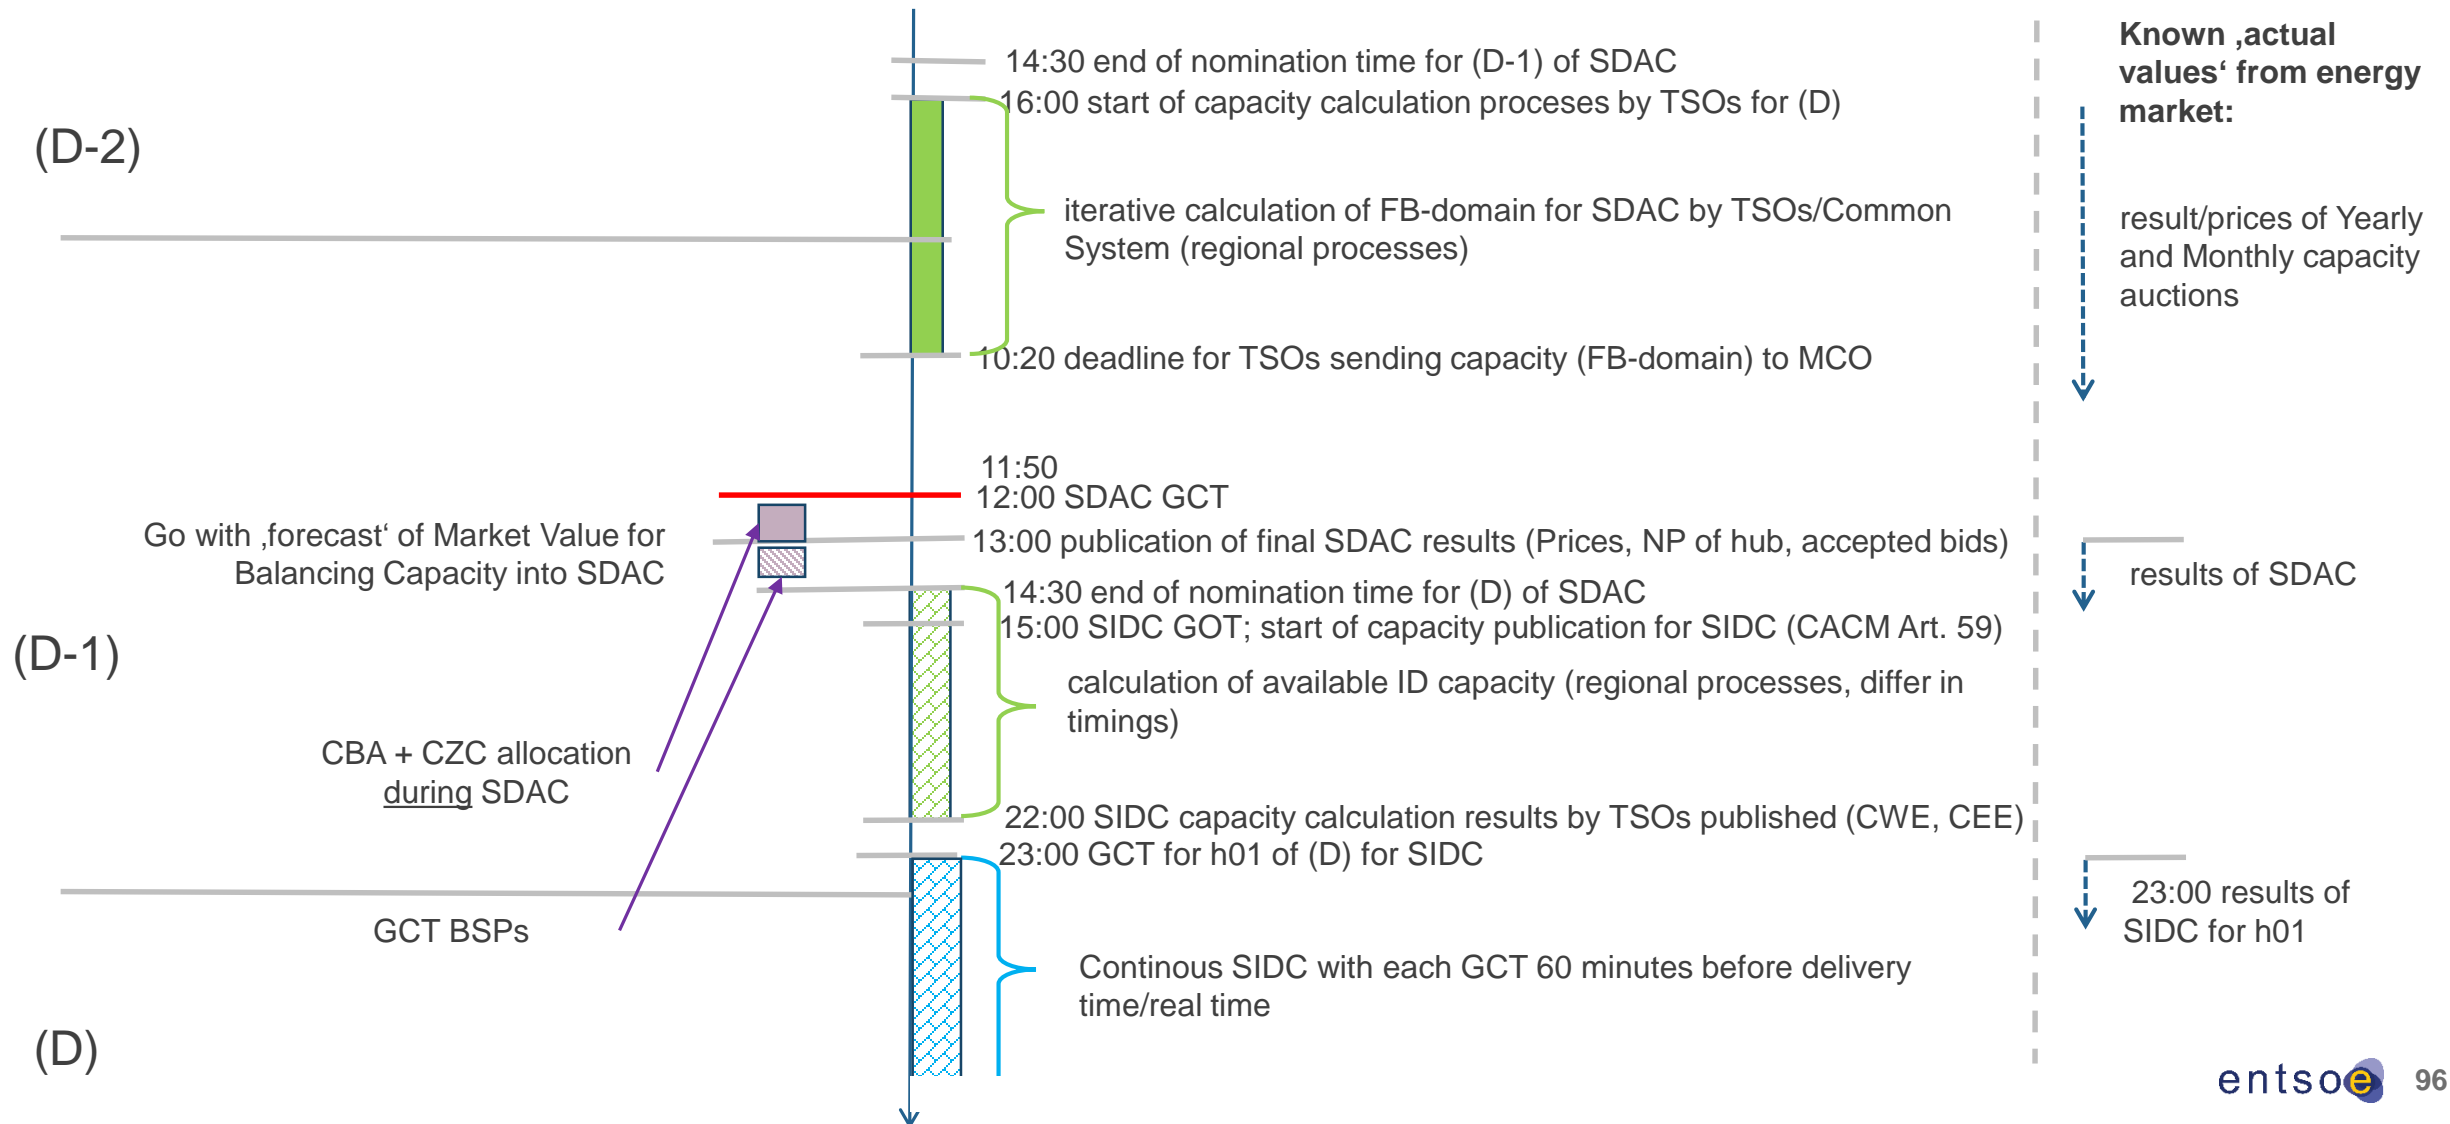 14:30 end of nomination time for (D-1) of SDAC
16:00 start of capacity calculation proceses by TSOs for (D)
(D-2)
iterative calculation of FB-domain for SDAC by TSOs/Common
System (regional processes)
10:20 deadline for TSOs sending capacity (FB-domain) to MCO
11:50
12:00 SDAC GCT
Go with ‚forecast‘ of Market Value for
Balancing Capacity into SDAC
13:00 publication of final SDAC results (Prices, NP of hub, accepted bids)
14:30 end of nomination time for (D) of SDAC
15:00 SIDC GOT; start of capacity publication for SIDC (CACM Art. 59)
(D-1)
calculation of available ID capacity (regional processes, differ in
timings)
CBA + CZC allocation
during SDAC
22:00 SIDC capacity calculation results by TSOs published (CWE, CEE)
23:00 GCT for h01 of (D) for SIDC
GCT BSPs
Continous SIDC with each GCT 60 minutes before delivery
time/real time
(D)
Known ‚actual
values‘ from energy
market:
result/prices of Yearly
and Monthly capacity
auctions
results of SDAC
23:00 results of
SIDC for h01
entsoe 96